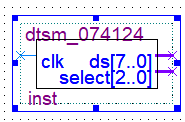 dtsm_074124
clk ds[7..0]
select[2..0]
inst